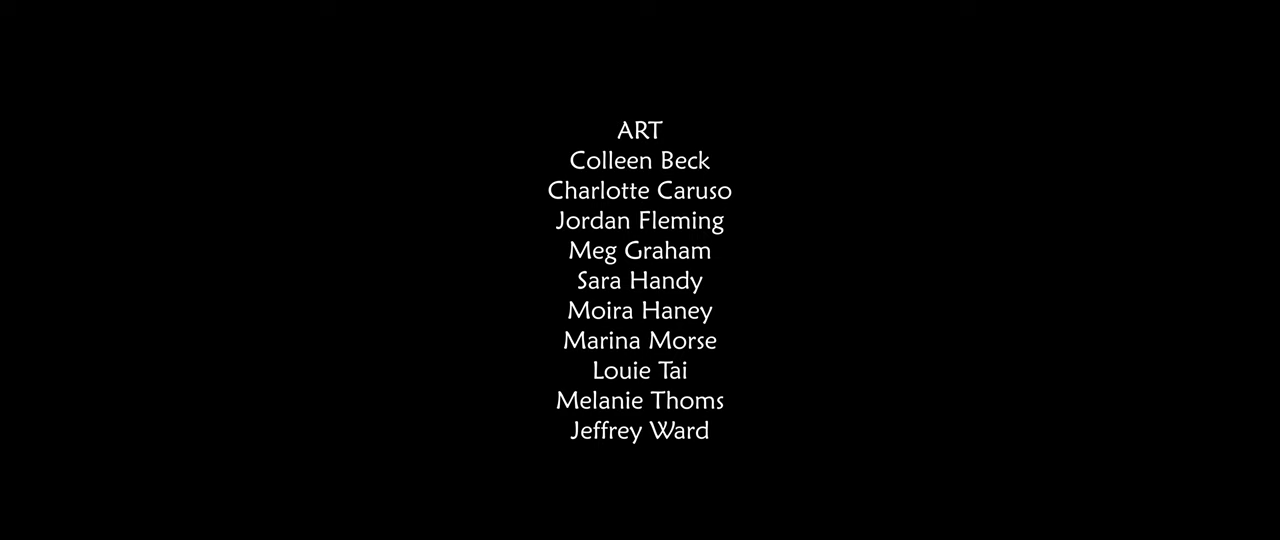 ART
Colleen Beck
Charlotte Caruso
Jordan Fleming
Meg Graham
Sara Handy
Moira Haney
Marina Morse
Louie Tai
Melanie Thoms
Jeffrey Ward